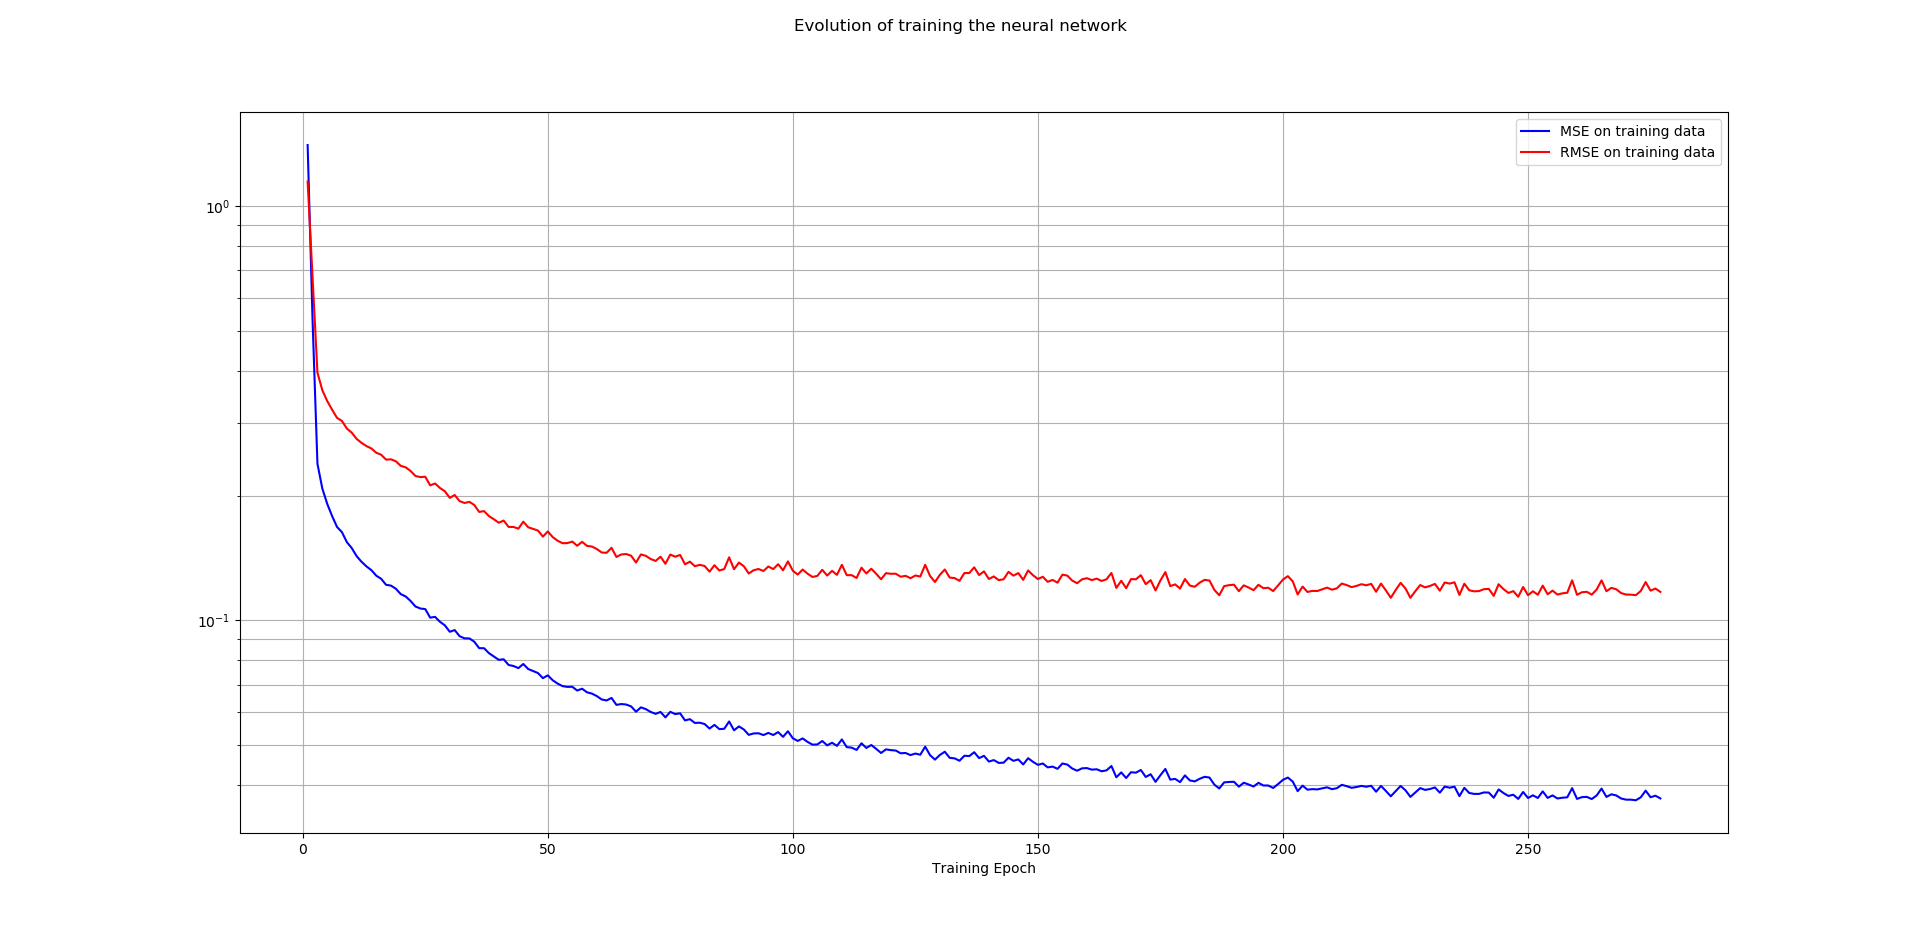 Evolution of training the neural network
MSE on training data
RMSE on training data
10⁰
10⁻¹
0 50 100 150 200 250
Training Epoch